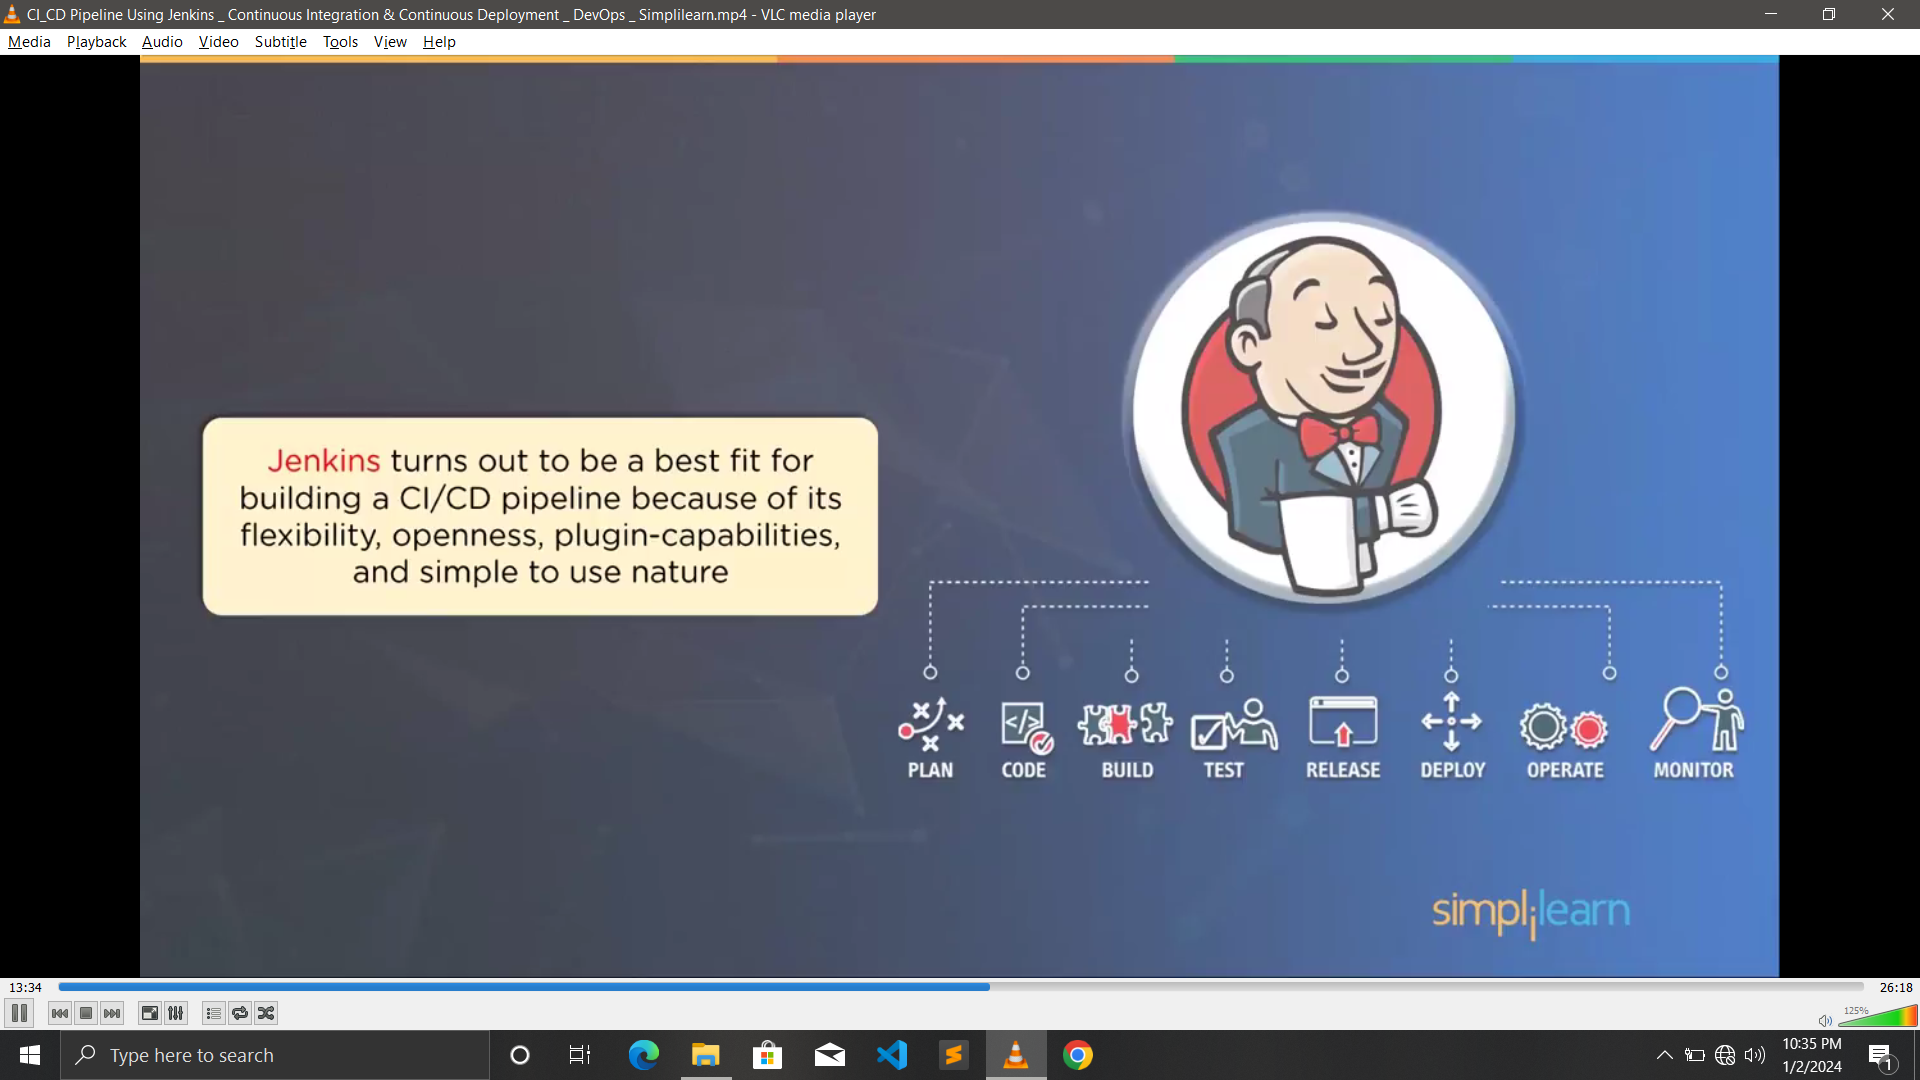 CI_CD Pipeline Using Jenkins _ Continuous Integration & Continuous Deployment _ DevOps _ Simplilearn.mp4 - VLC media player
Media Playback Audio Video Subtitle Tools View Help
Jenkins turns out to be a best fit for
building a CI/CD pipeline because of its
flexibility, openness, plugin-capabilities,
and simple to use nature
PLAN CODE BUILD TEST RELEASE DEPLOY OPERATE MONITOR
simplilearn
13:34 26:18
125%
Type here to search
10:35 PM
1/2/2024
1